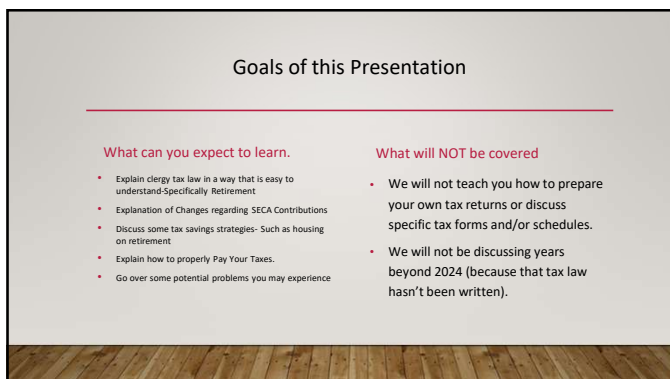 Goals of this Presentation
What can you expect to learn.
• Explain clergy tax law in a way that is easy to
understand-Specifically Retirement
• Explanation of Changes regarding SECA Contributions
• Discuss some tax savings strategies- Such as housing
on retirement
• Explain how to properly Pay Your Taxes.
• Go over some potential problems you may experience
What will NOT be covered
• We will not teach you how to prepare
your own tax returns or discuss
specific tax forms and/or schedules.
• We will not be discussing years
beyond 2024 (because that tax law
hasn't been written).